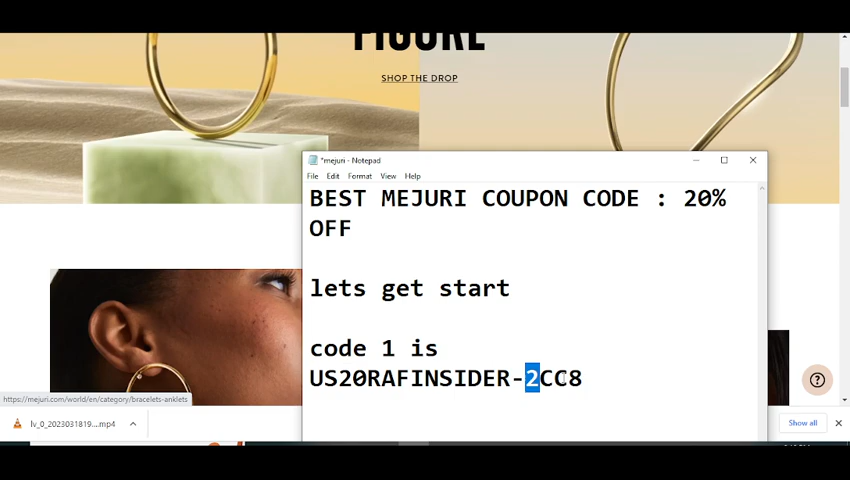 FIGURE
SHOP THE DROP
*mejuri - Notepad
File Edit Format View Help
BEST MEJURI COUPON CODE : 20%
OFF
lets get start
code 1 is
US20RAFINSIDER-2CC8
https://mejuri.com/world/en/category/bracelets-anklets
lv_0_2023031819....mp4
Show all